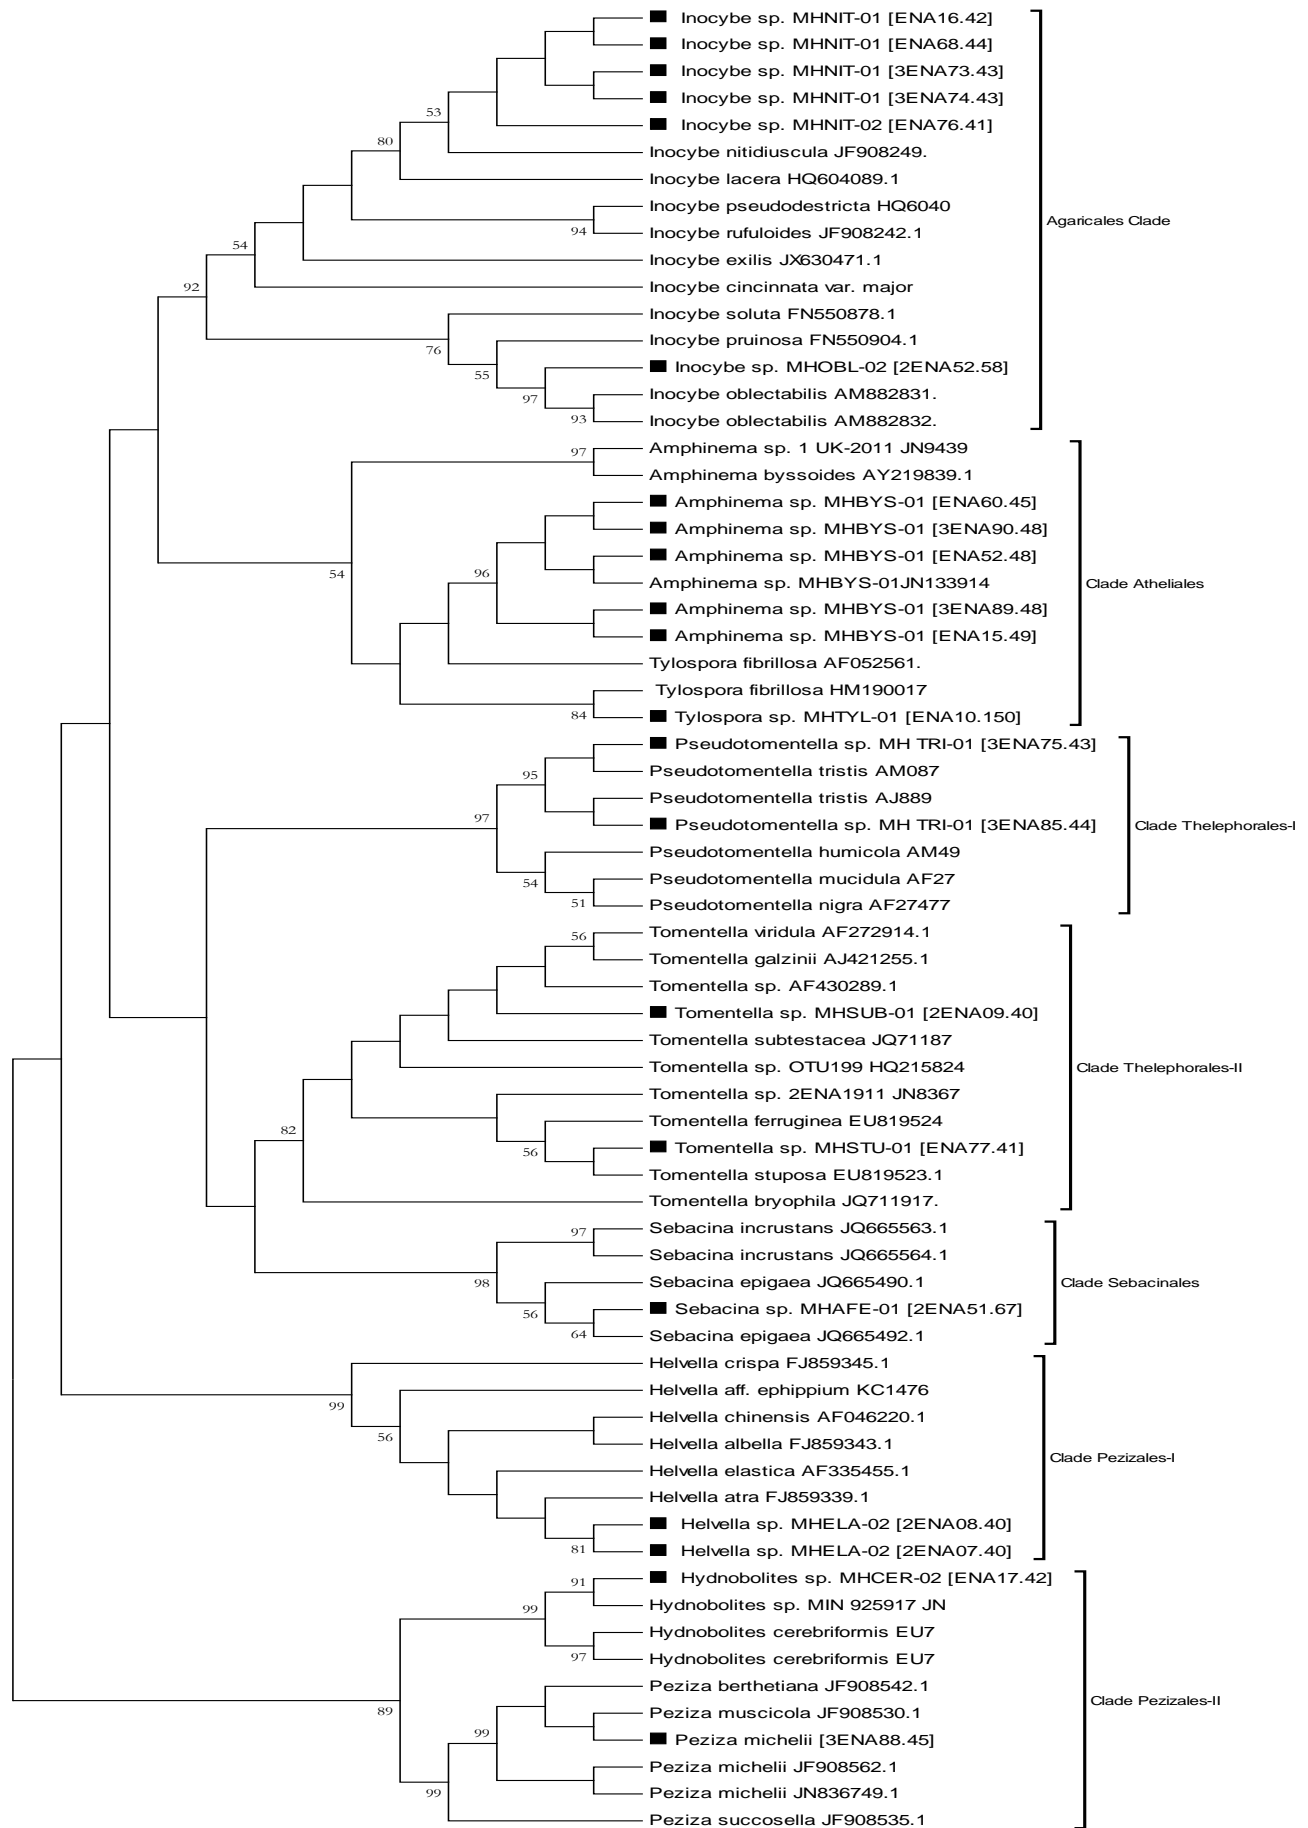 Inocybe sp. MHNIT-01 [ENA16.42]
Inocybe sp. MHNIT-01 [ENA68.44]
Inocybe sp. MHNIT-01 [3ENA73.43]
Inocybe sp. MHNIT-01 [3ENA74.43]
53
Inocybe sp. MHNIT-02 [ENA76.41]
80
Inocybe nitidiuscula JF908249.
Inocybe lacera HQ604089.1
Inocybe pseudodestricta HQ6040
Agaricales Clade
94
Inocybe rufuloides JF908242.1
54
Inocybe exilis JX630471.1
92
Inocybe cincinnata var. major
Inocybe soluta FN550878.1
76
Inocybe pruinosa FN550904.1
55
Inocybe sp. MHOBL-02 [2ENA52.58]
97
Inocybe oblectabilis AM882831.
93
Inocybe oblectabilis AM882832.
97
Amphinema sp. 1 UK-2011 JN9439
Amphinema byssoides AY219839.1
Amphinema sp. MHBYS-01 [ENA60.45]
Amphinema sp. MHBYS-01 [3ENA90.48]
Amphinema sp. MHBYS-01 [ENA52.48]
54
96
Amphinema sp. MHBYS-01JN133914
Clade Atheliales
Amphinema sp. MHBYS-01 [3ENA89.48]
Amphinema sp. MHBYS-01 [ENA15.49]
Tylospora fibrillosa AF052561.
Tylospora fibrillosa HM190017
84
Tylospora sp. MHTYL-01 [ENA10.150]
Pseudotomentella sp. MH TRI-01 [3ENA75.43]
95
Pseudotomentella tristis AM087
Pseudotomentella tristis AJ889
97
Pseudotomentella sp. MH TRI-01 [3ENA85.44]
Clade Thelephorales-I
Pseudotomentella humicola AM49
54
Pseudotomentella mucidula AF27
51
Pseudotomentella nigra AF27477
56
Tomentella viridula AF272914.1
Tomentella galzinii AJ421255.1
Tomentella sp. AF430289.1
Tomentella sp. MHSUB-01 [2ENA09.40]
Tomentella subtestacea JQ71187
Tomentella sp. OTU199 HQ215824
Clade Thelephorales-II
Tomentella sp. 2ENA1911 JN8367
82
Tomentella ferruginea EU819524
56
Tomentella sp. MHSTU-01 [ENA77.41]
Tomentella stuposa EU819523.1
Tomentella bryophila JQ711917.
97
Sebacina incrustans JQ665563.1
Sebacina incrustans JQ665564.1
98
Sebacina epigaea JQ665490.1
Clade Sebacinales
56
Sebacina sp. MHAFE-01 [2ENA51.67]
64
Sebacina epigaea JQ665492.1
Helvella crispa FJ859345.1
99
Helvella aff. ephippium KC1476
56
Helvella chinensis AF046220.1
Helvella albella FJ859343.1
Clade Pezizales-I
Helvella elastica AF335455.1
Helvella atra FJ859339.1
Helvella sp. MHELA-02 [2ENA08.40]
81
Helvella sp. MHELA-02 [2ENA07.40]
91
Hydnobolites sp. MHCER-02 [ENA17.42]
99
Hydnobolites sp. MIN 925917 JN
Hydnobolites cerebriformis EU7
97
Hydnobolites cerebriformis EU7
Peziza berthetiana JF908542.1
Clade Pezizales-II
89
Peziza muscicola JF908530.1
99
Peziza michelii [3ENA88.45]
Peziza michelii JF908562.1
99
Peziza michelii JN836749.1
Peziza succosella JF908535.1